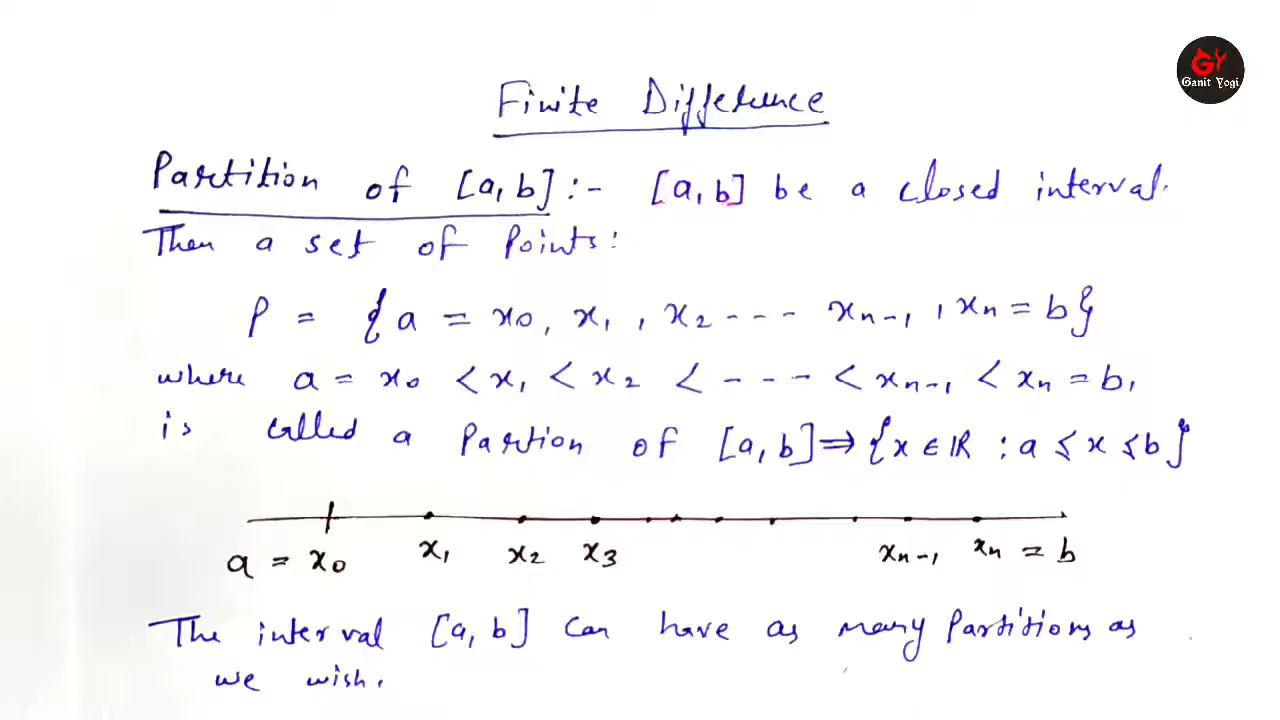 GY
Ganit Yogi
Finite Difference
Partition of [a, b] :- [a, b] be a closed interval.
Then a set of Points:
P = {a = x0, x1, x2 --- xn-1, xn = b}
where a = x0 < x1 < x2 < --- < xn-1 < xn = b,
is called a Partion of [a, b] ⇒ {x ∈ ℝ : a ≤ x ≤ b}
a = x0 x1 x2 x3 xn-1 xn = b
The interval [a, b] can have as many Partitions as
we wish.